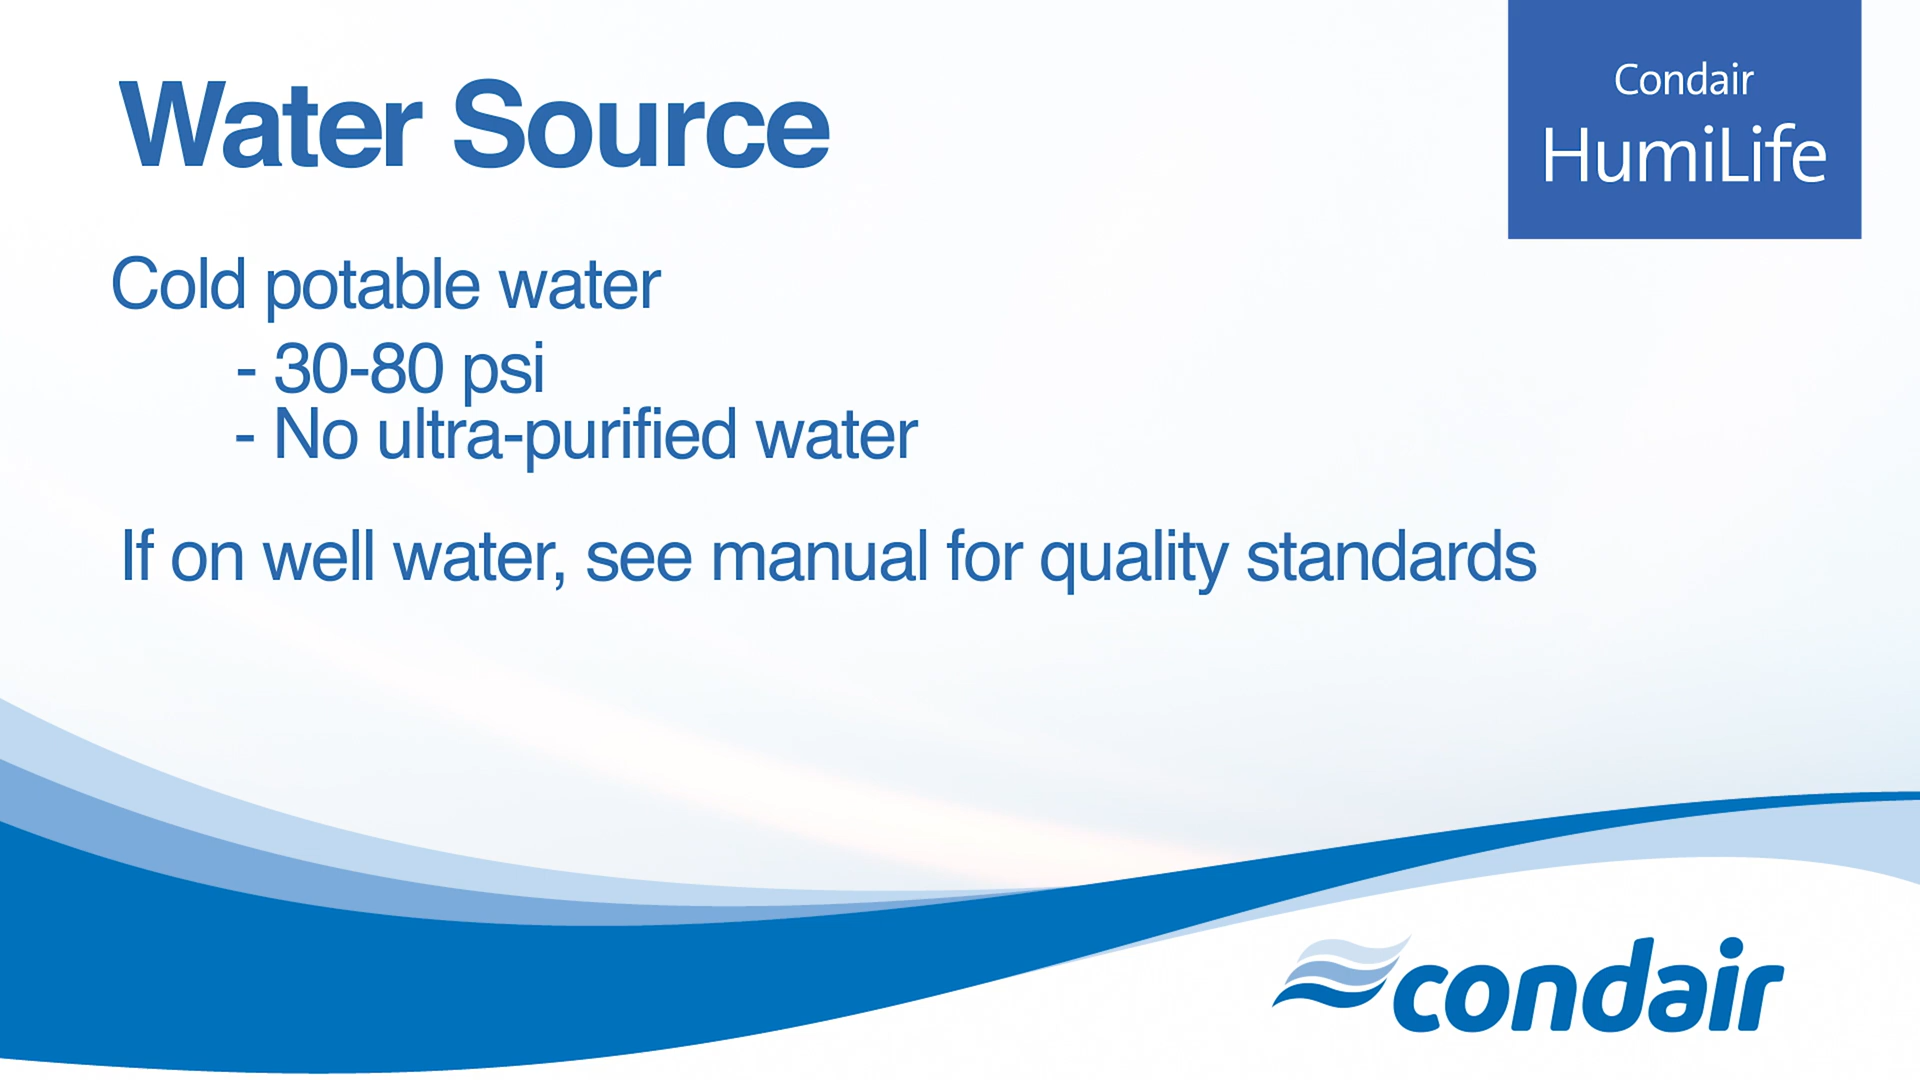 Water Source
Condair
HumiLife
Cold potable water
- 30-80 psi
- No ultra-purified water
If on well water, see manual for quality standards
condair